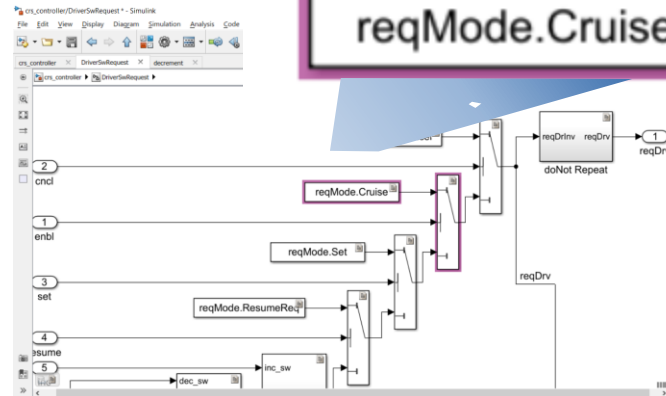 crs_controller/DriverSwRequest * - Simulink
File Edit View Display Diagram Simulation Analysis Code
reqMode.Cruise
crs_controller × DriverSwRequest × decrement ×
crs_controller ▶ DriverSwRequest ▶
2
cncl
reqDrInv reqDrv
doNot Repeat
1
reqDrv
reqMode.Cruise
1
enbl
reqMode.Set
3
set
reqDrv
reqMode.ResumeReq
4
esume
5
inc_sw
dec_sw